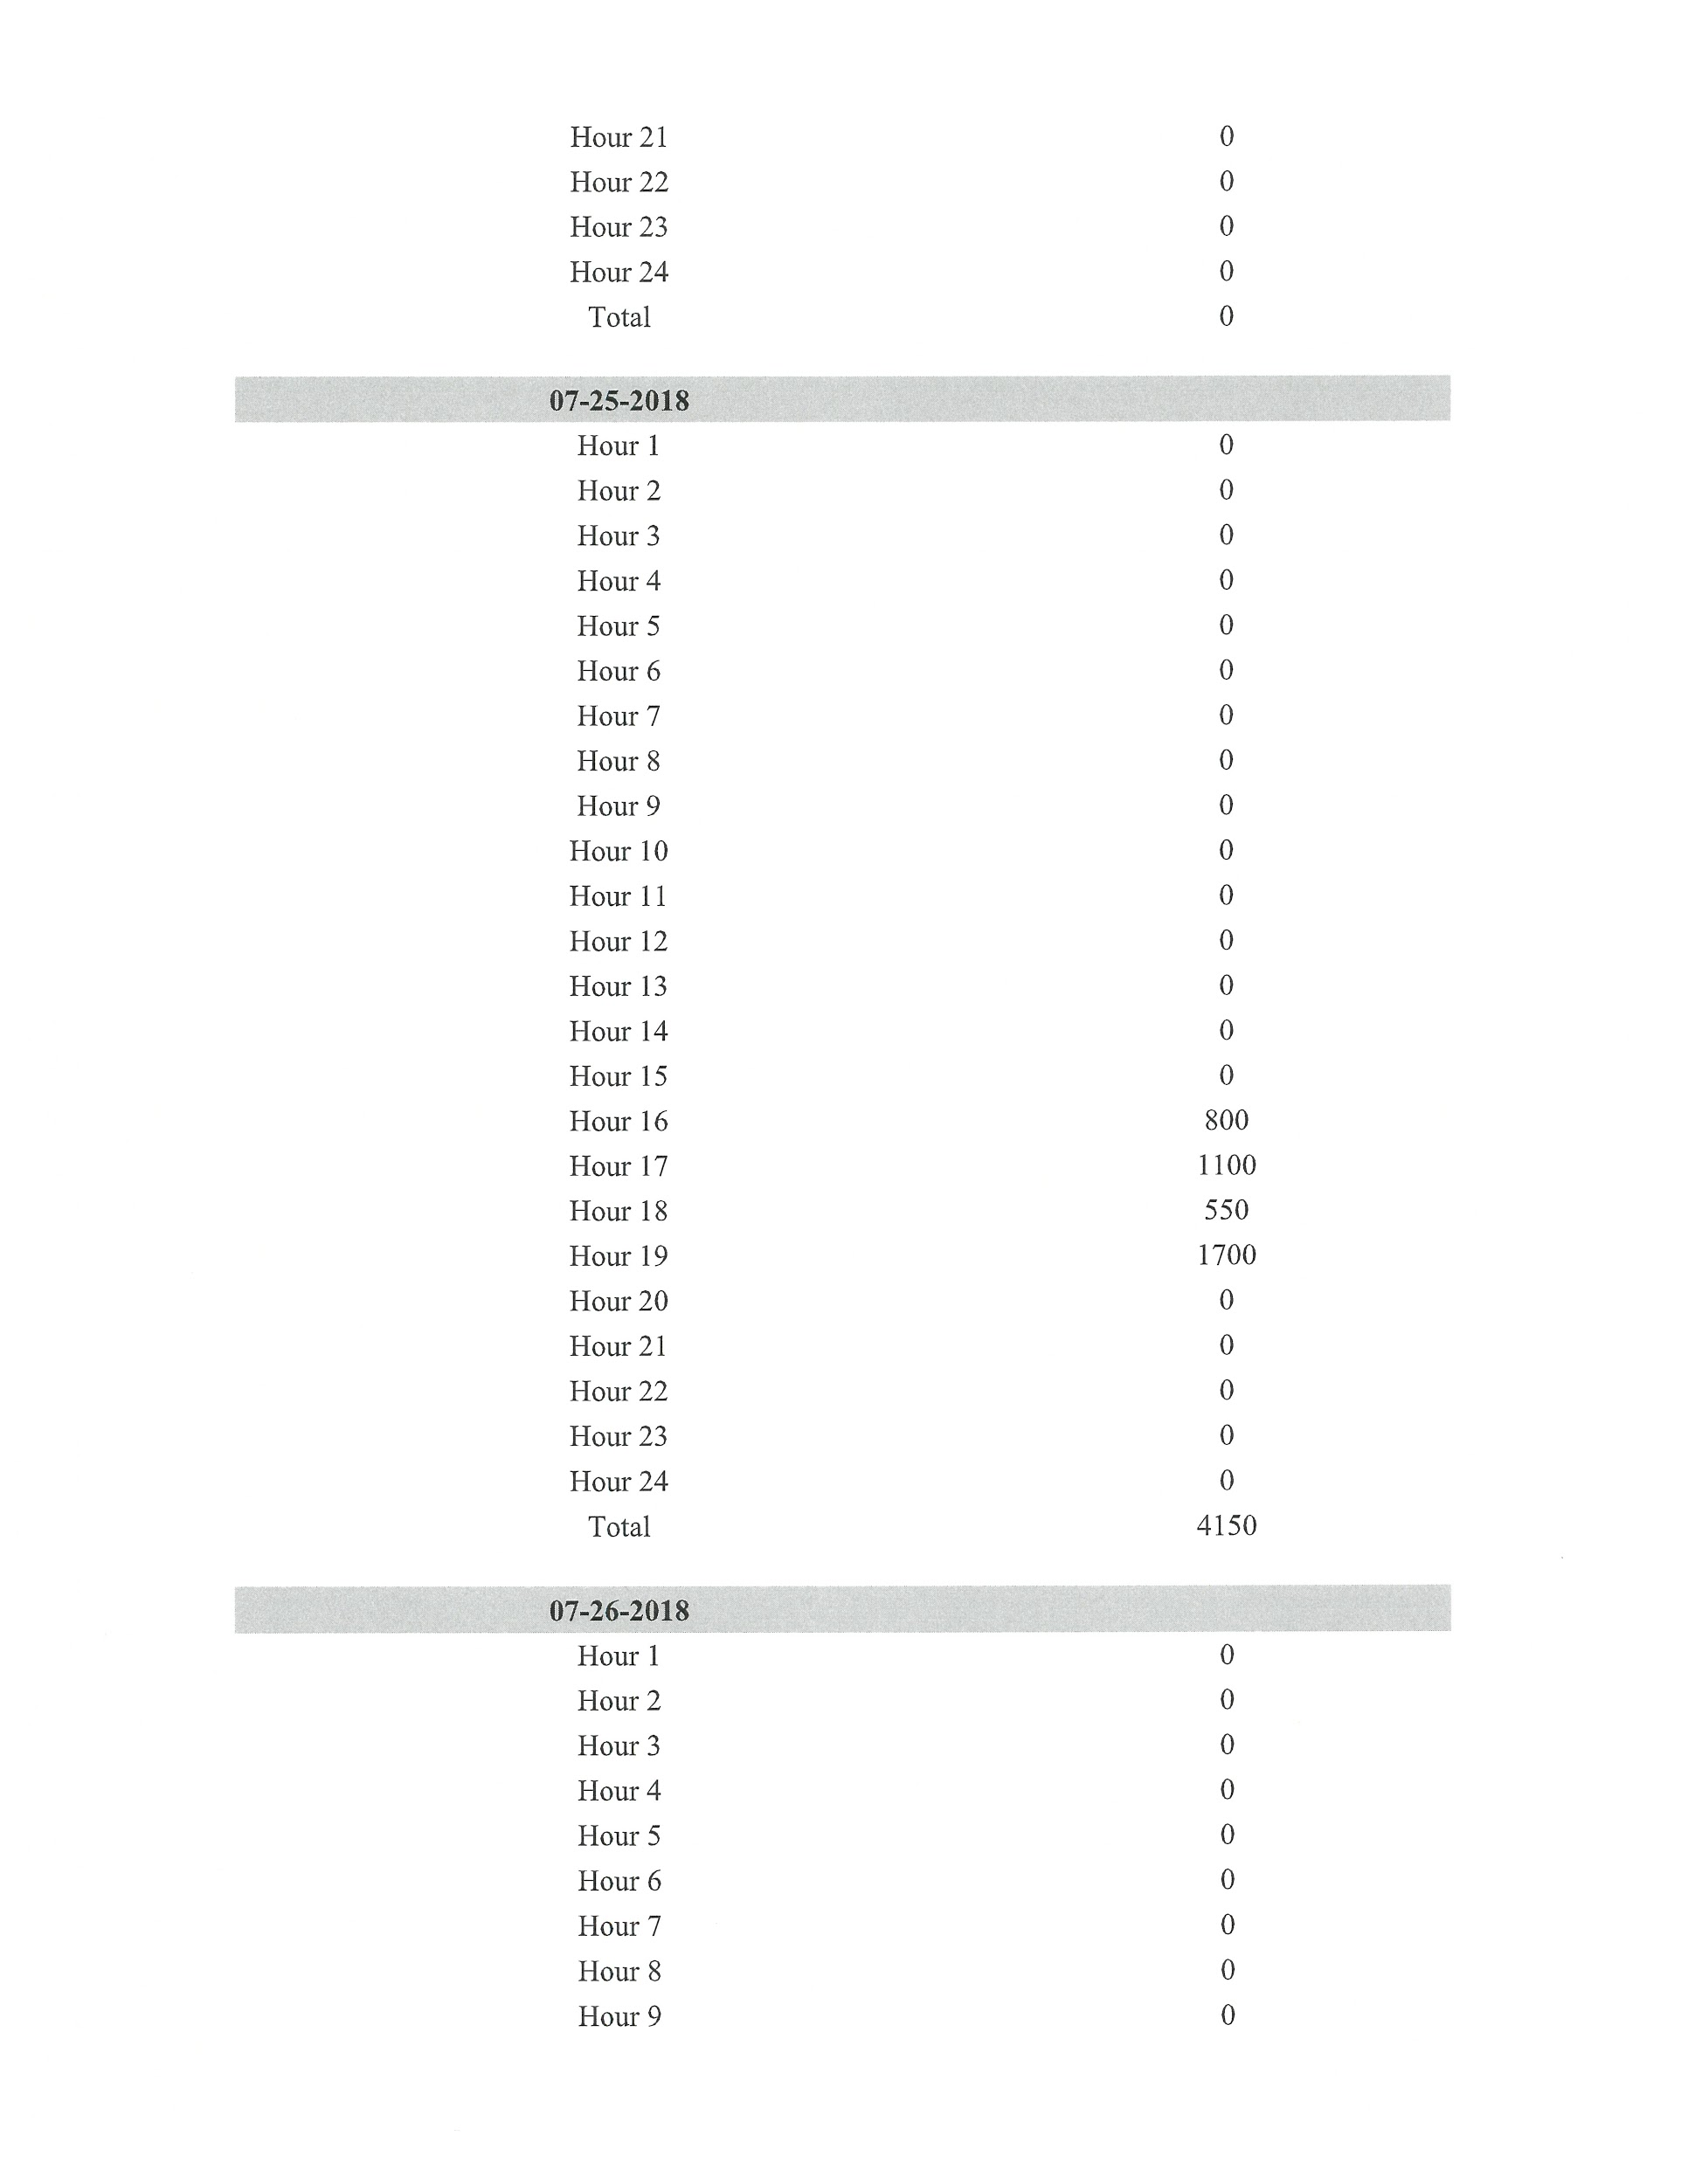 Hour 21 0
Hour 22 0
Hour 23 0
Hour 24 0
Total 0
07-25-2018
Hour 1 0
Hour 2 0
Hour 3 0
Hour 4 0
Hour 5 0
Hour 6 0
Hour 7 0
Hour 8 0
Hour 9 0
Hour 10 0
Hour 11 0
Hour 12 0
Hour 13 0
Hour 14 0
Hour 15 0
Hour 16 800
Hour 17 1100
Hour 18 550
Hour 19 1700
Hour 20 0
Hour 21 0
Hour 22 0
Hour 23 0
Hour 24 0
Total 4150
07-26-2018
Hour 1 0
Hour 2 0
Hour 3 0
Hour 4 0
Hour 5 0
Hour 6 0
Hour 7 0
Hour 8 0
Hour 9 0